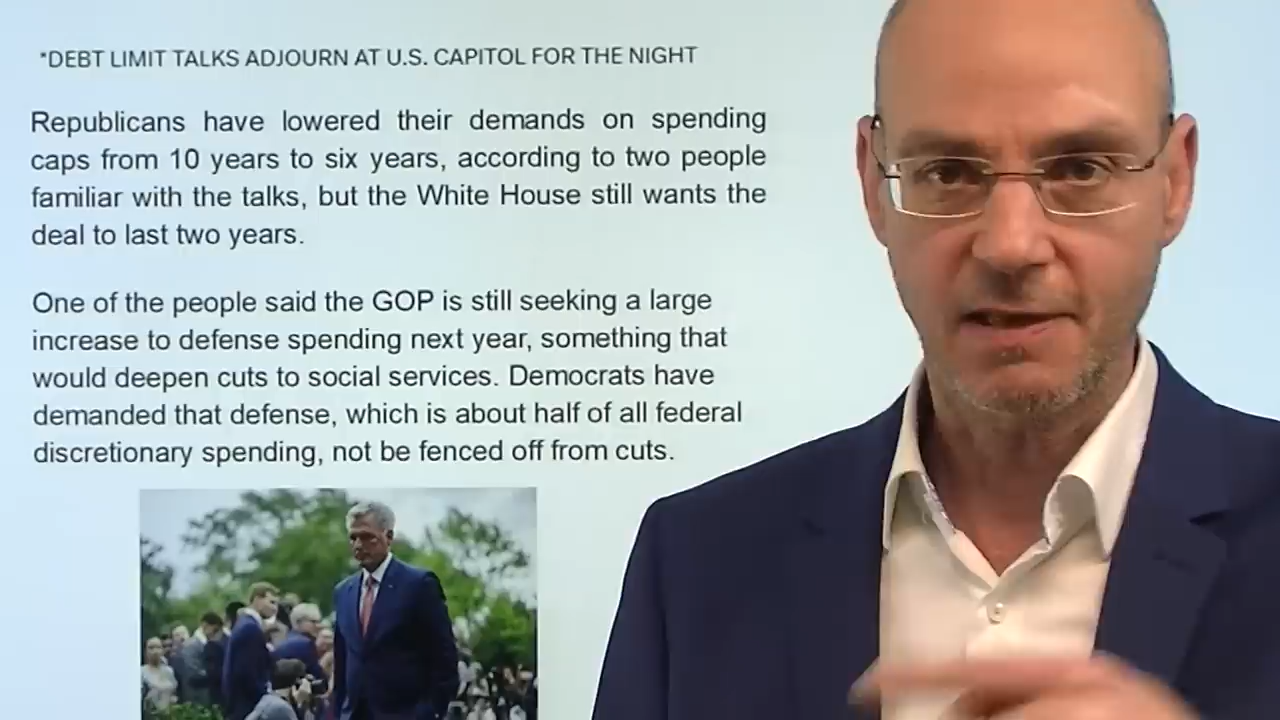 *DEBT LIMIT TALKS ADJOURN AT U.S. CAPITOL FOR THE NIGHT
Republicans have lowered their demands on spending
caps from 10 years to six years, according to two people
familiar with the talks, but the White House still wants the
deal to last two years.
One of the people said the GOP is still seeking a large
increase to defense spending next year, something that
would deepen cuts to social services. Democrats have
demanded that defense, which is about half of all federal
discretionary spending, not be fenced off from cuts.